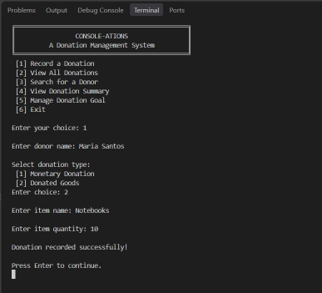 Problems Output Debug Console Terminal Ports
CONSOLE-ATIONS
A Donation Management System
[1] Record a Donation
[2] View All Donations
[3] Search for a Donor
[4] View Donation Summary
[5] Manage Donation Goal
[6] Exit
Enter your choice: 1
Enter donor name: Maria Santos
Select donation type:
[1] Monetary Donation
[2] Donated Goods
Enter choice: 2
Enter item name: Notebooks
Enter item quantity: 10
Donation recorded successfully!
Press Enter to continue.